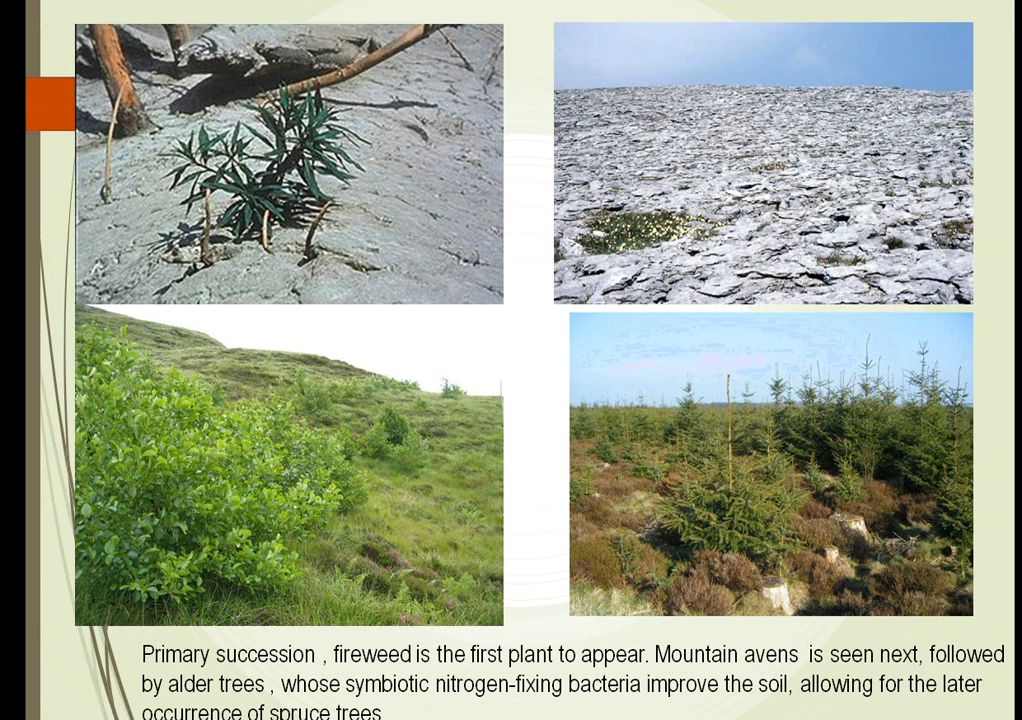 Primary succession , fireweed is the first plant to appear. Mountain avens  is seen next, followed
by alder trees , whose symbiotic nitrogen-fixing bacteria improve the soil, allowing for the later
occurrence of spruce trees